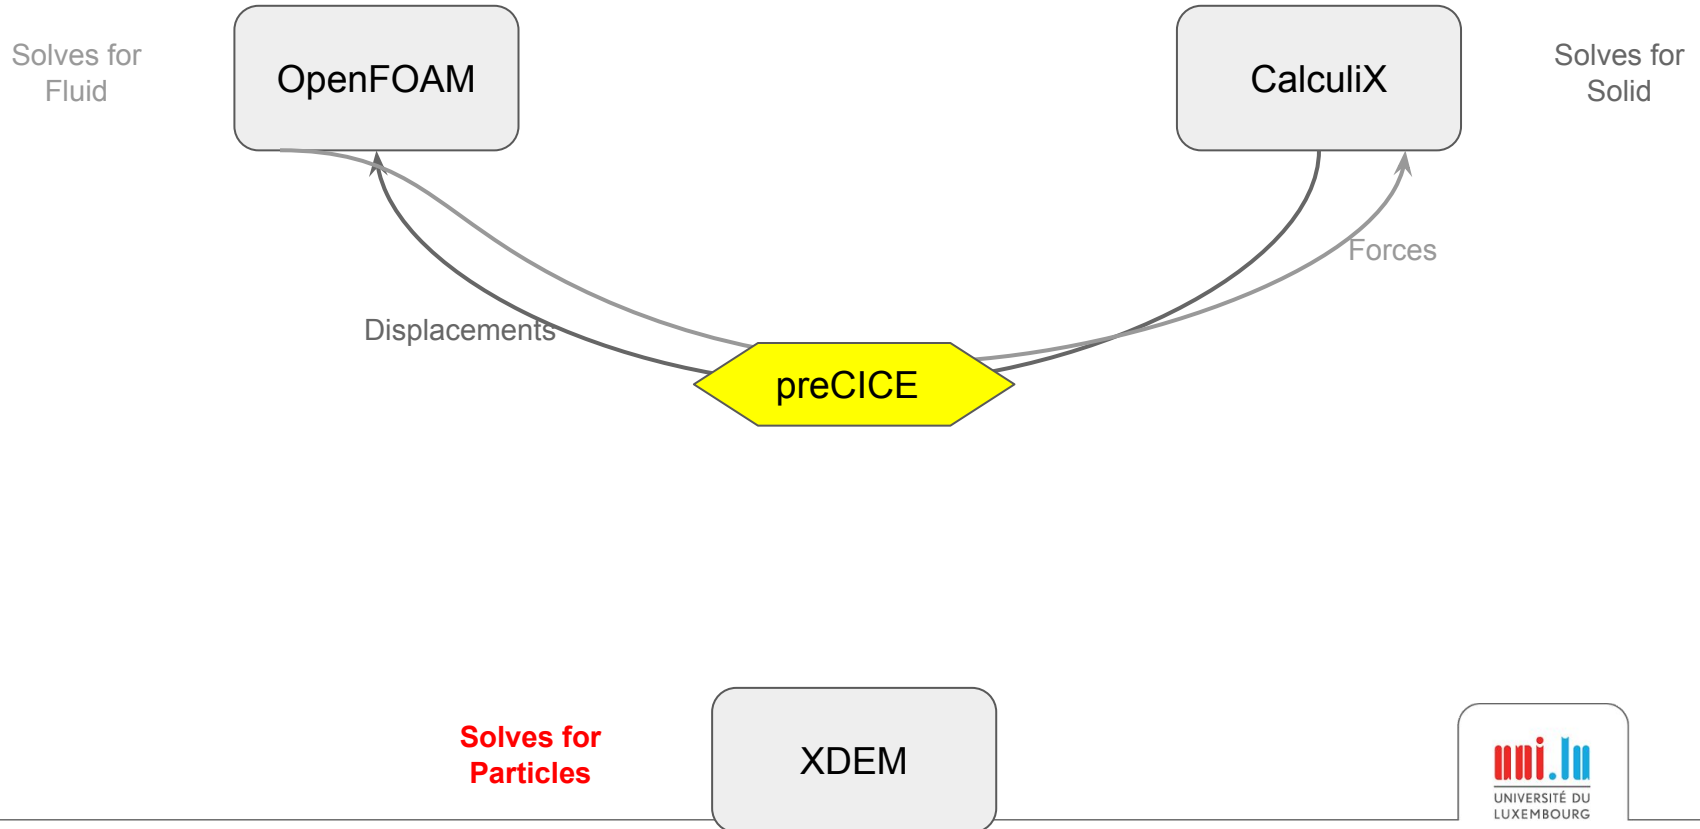 Solves for
Fluid
OpenFOAM
CalculiX
Solves for
Solid
Forces
Displacements
preCICE
Solves for
Particles
XDEM
uni.lu
UNIVERSITÉ DU
LUXEMBOURG